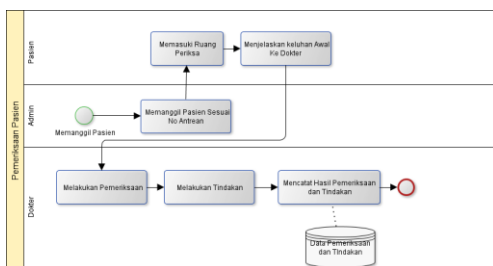 Pemeriksaan Pasien
Pasien
Memasuki Ruang
Periksa
Menjelaskan keluhan Awal
Ke Dokter
Admin
Memanggil Pasien
Memanggil Pasien Sesuai
No Antrean
Dokter
Melakukan Pemeriksaan
Melakukan Tindakan
Mencatat Hasil Pemeriksaan
dan Tindakan
Data Pemeriksaan
dan Tindakan